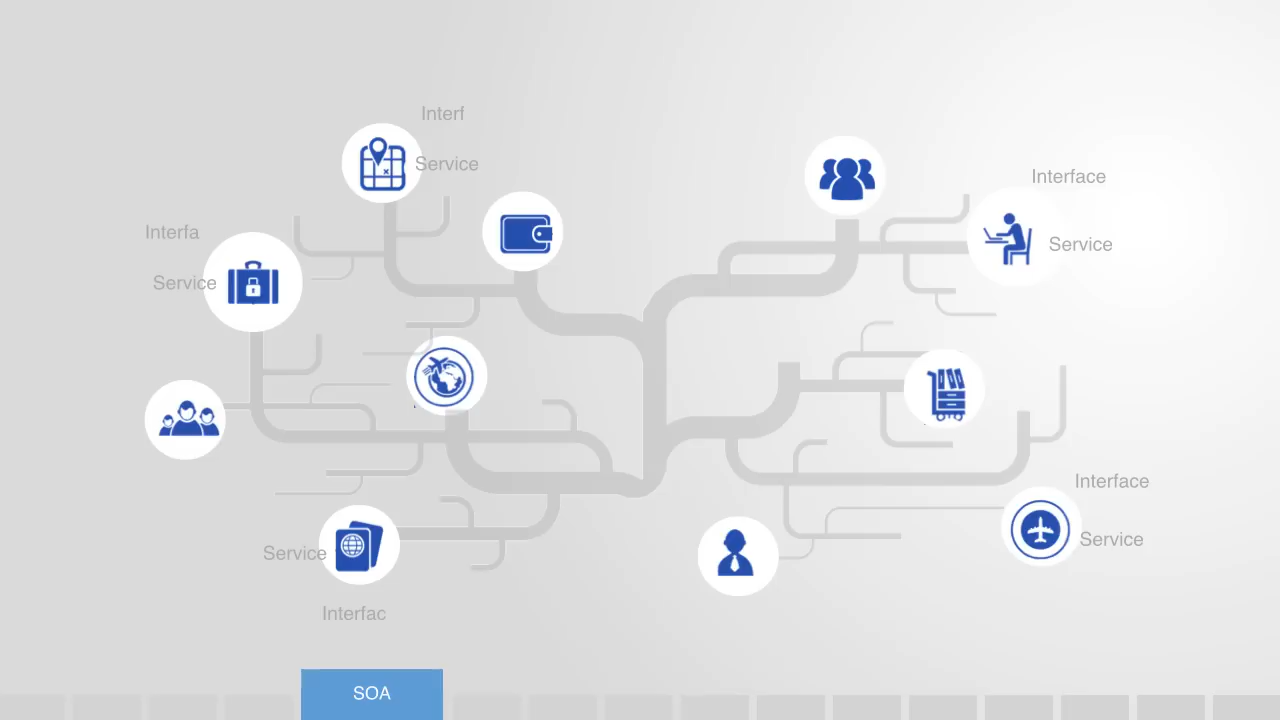 Interf
Service
Interface
Service
Interfa
Service
Interface
Service
Service
Interfac
SOA